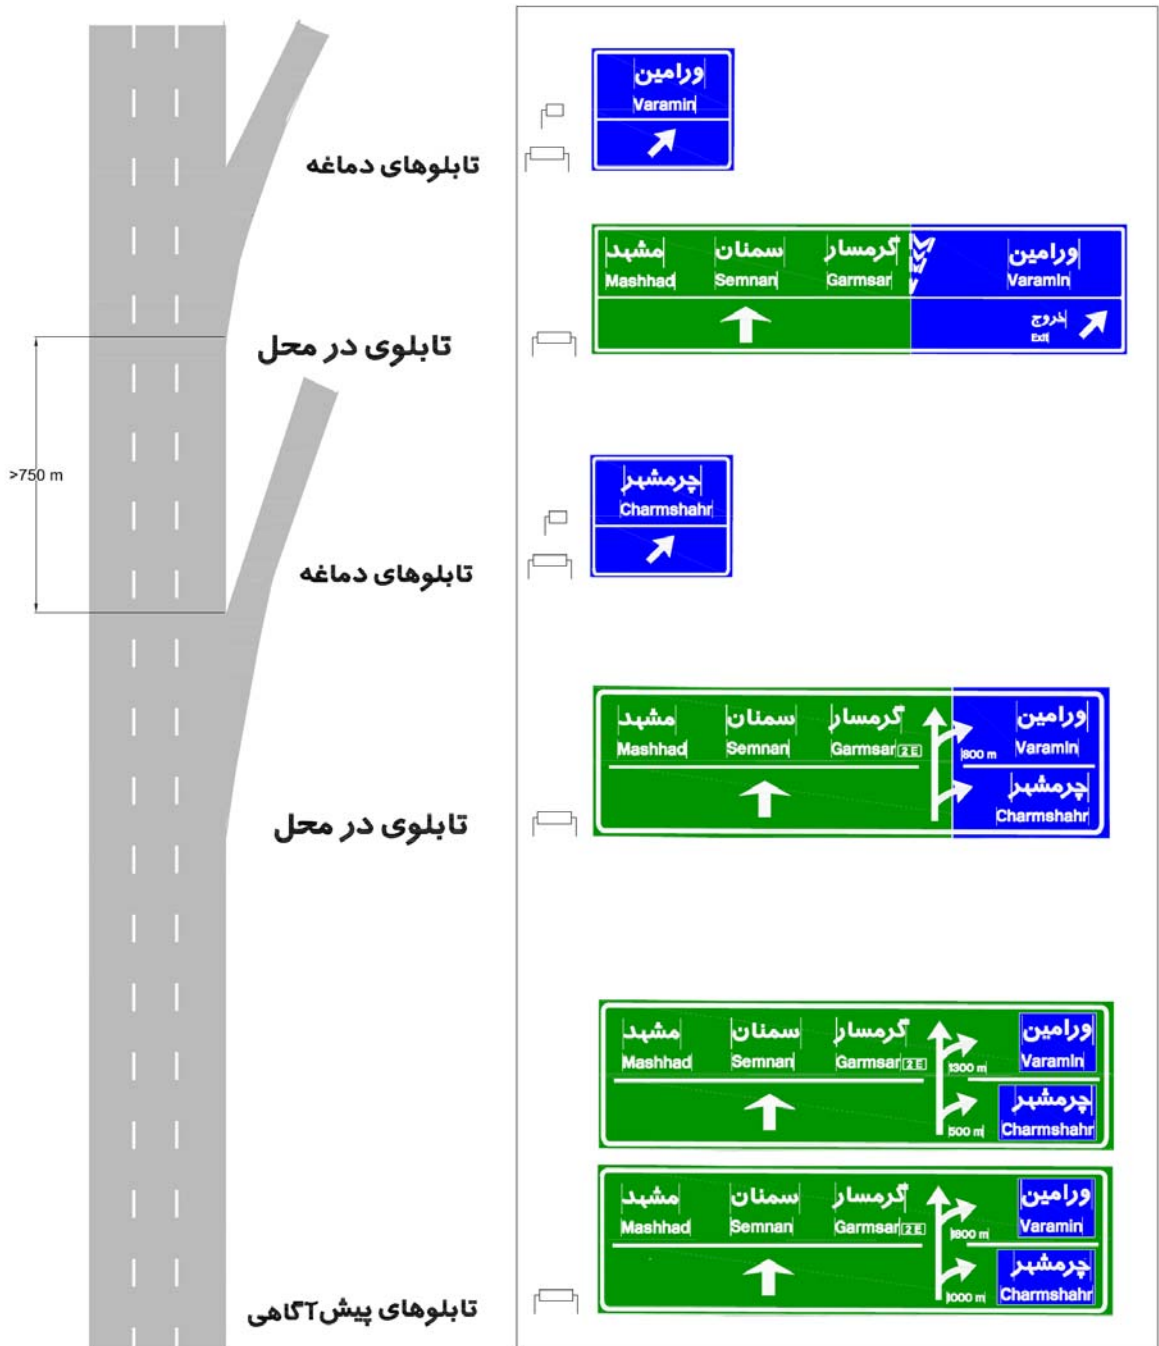 ورامین
Varamin
تابلوهای دماغه
مشهد سمنان گرمسار ورامین
Mashhad Semnan Garmsar Varamin
خروج
Exit
تابلوی در محل
>750 m
چرمشهر
Charmshahr
تابلوهای دماغه
مشهد سمنان گرمسار ورامین
Mashhad Semnan Garmsar 2 E 800 m Varamin
چرمشهر
Charmshahr
تابلوی در محل
مشهد سمنان گرمسار ورامین
Mashhad Semnan Garmsar 2 E 1300 m Varamin
چرمشهر
500 m Charmshahr
مشهد سمنان گرمسار ورامین
Mashhad Semnan Garmsar 2 E 1800 m Varamin
چرمشهر
1000 m Charmshahr
تابلوهای پیش‌آگاهی